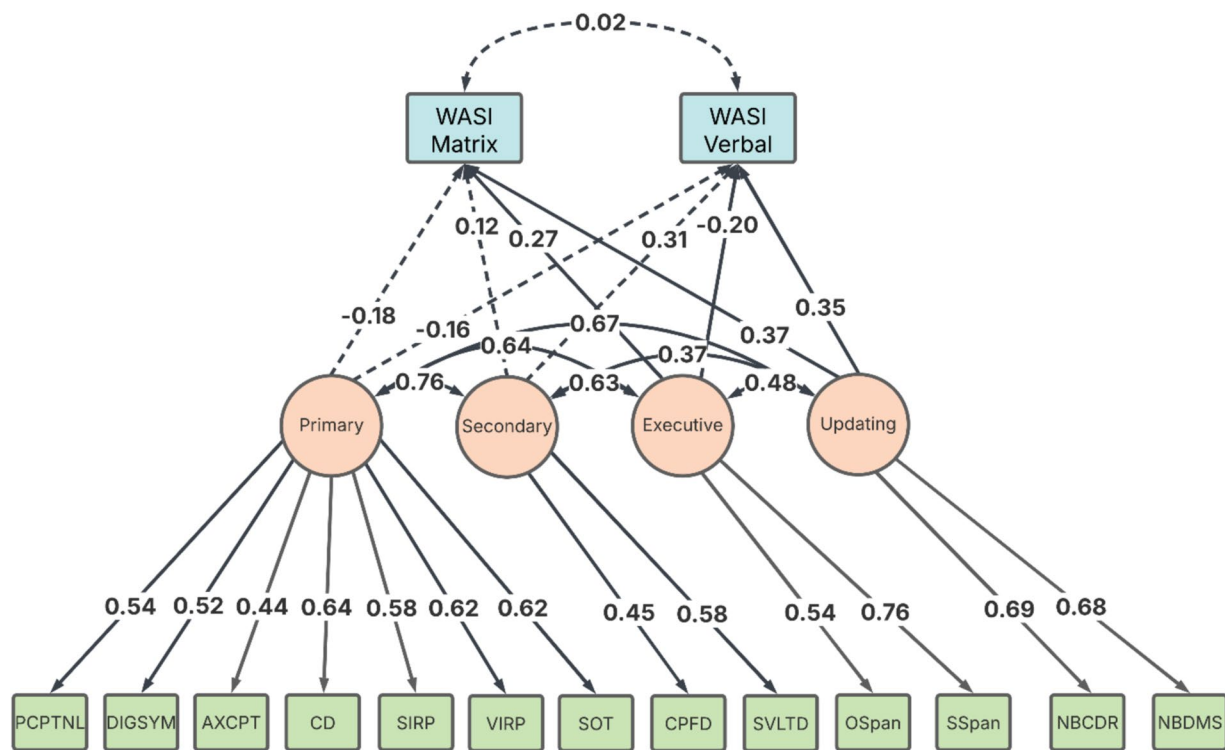 0.02
WASI
Matrix
WASI
Verbal
0.12
0.27
0.31
-0.20
-0.18
-0.16
0.67
0.35
0.37
0.64
0.37
0.76
0.63
0.48
Primary
Secondary
Executive
Updating
0.54
0.52
0.44
0.64
0.58
0.62
0.62
0.45
0.58
0.54
0.76
0.69
0.68
PCPTNL
DIGSYM
AXCPT
CD
SIRP
VIRP
SOT
CPFD
SVLTD
OSpan
SSpan
NBCDR
NBDMS